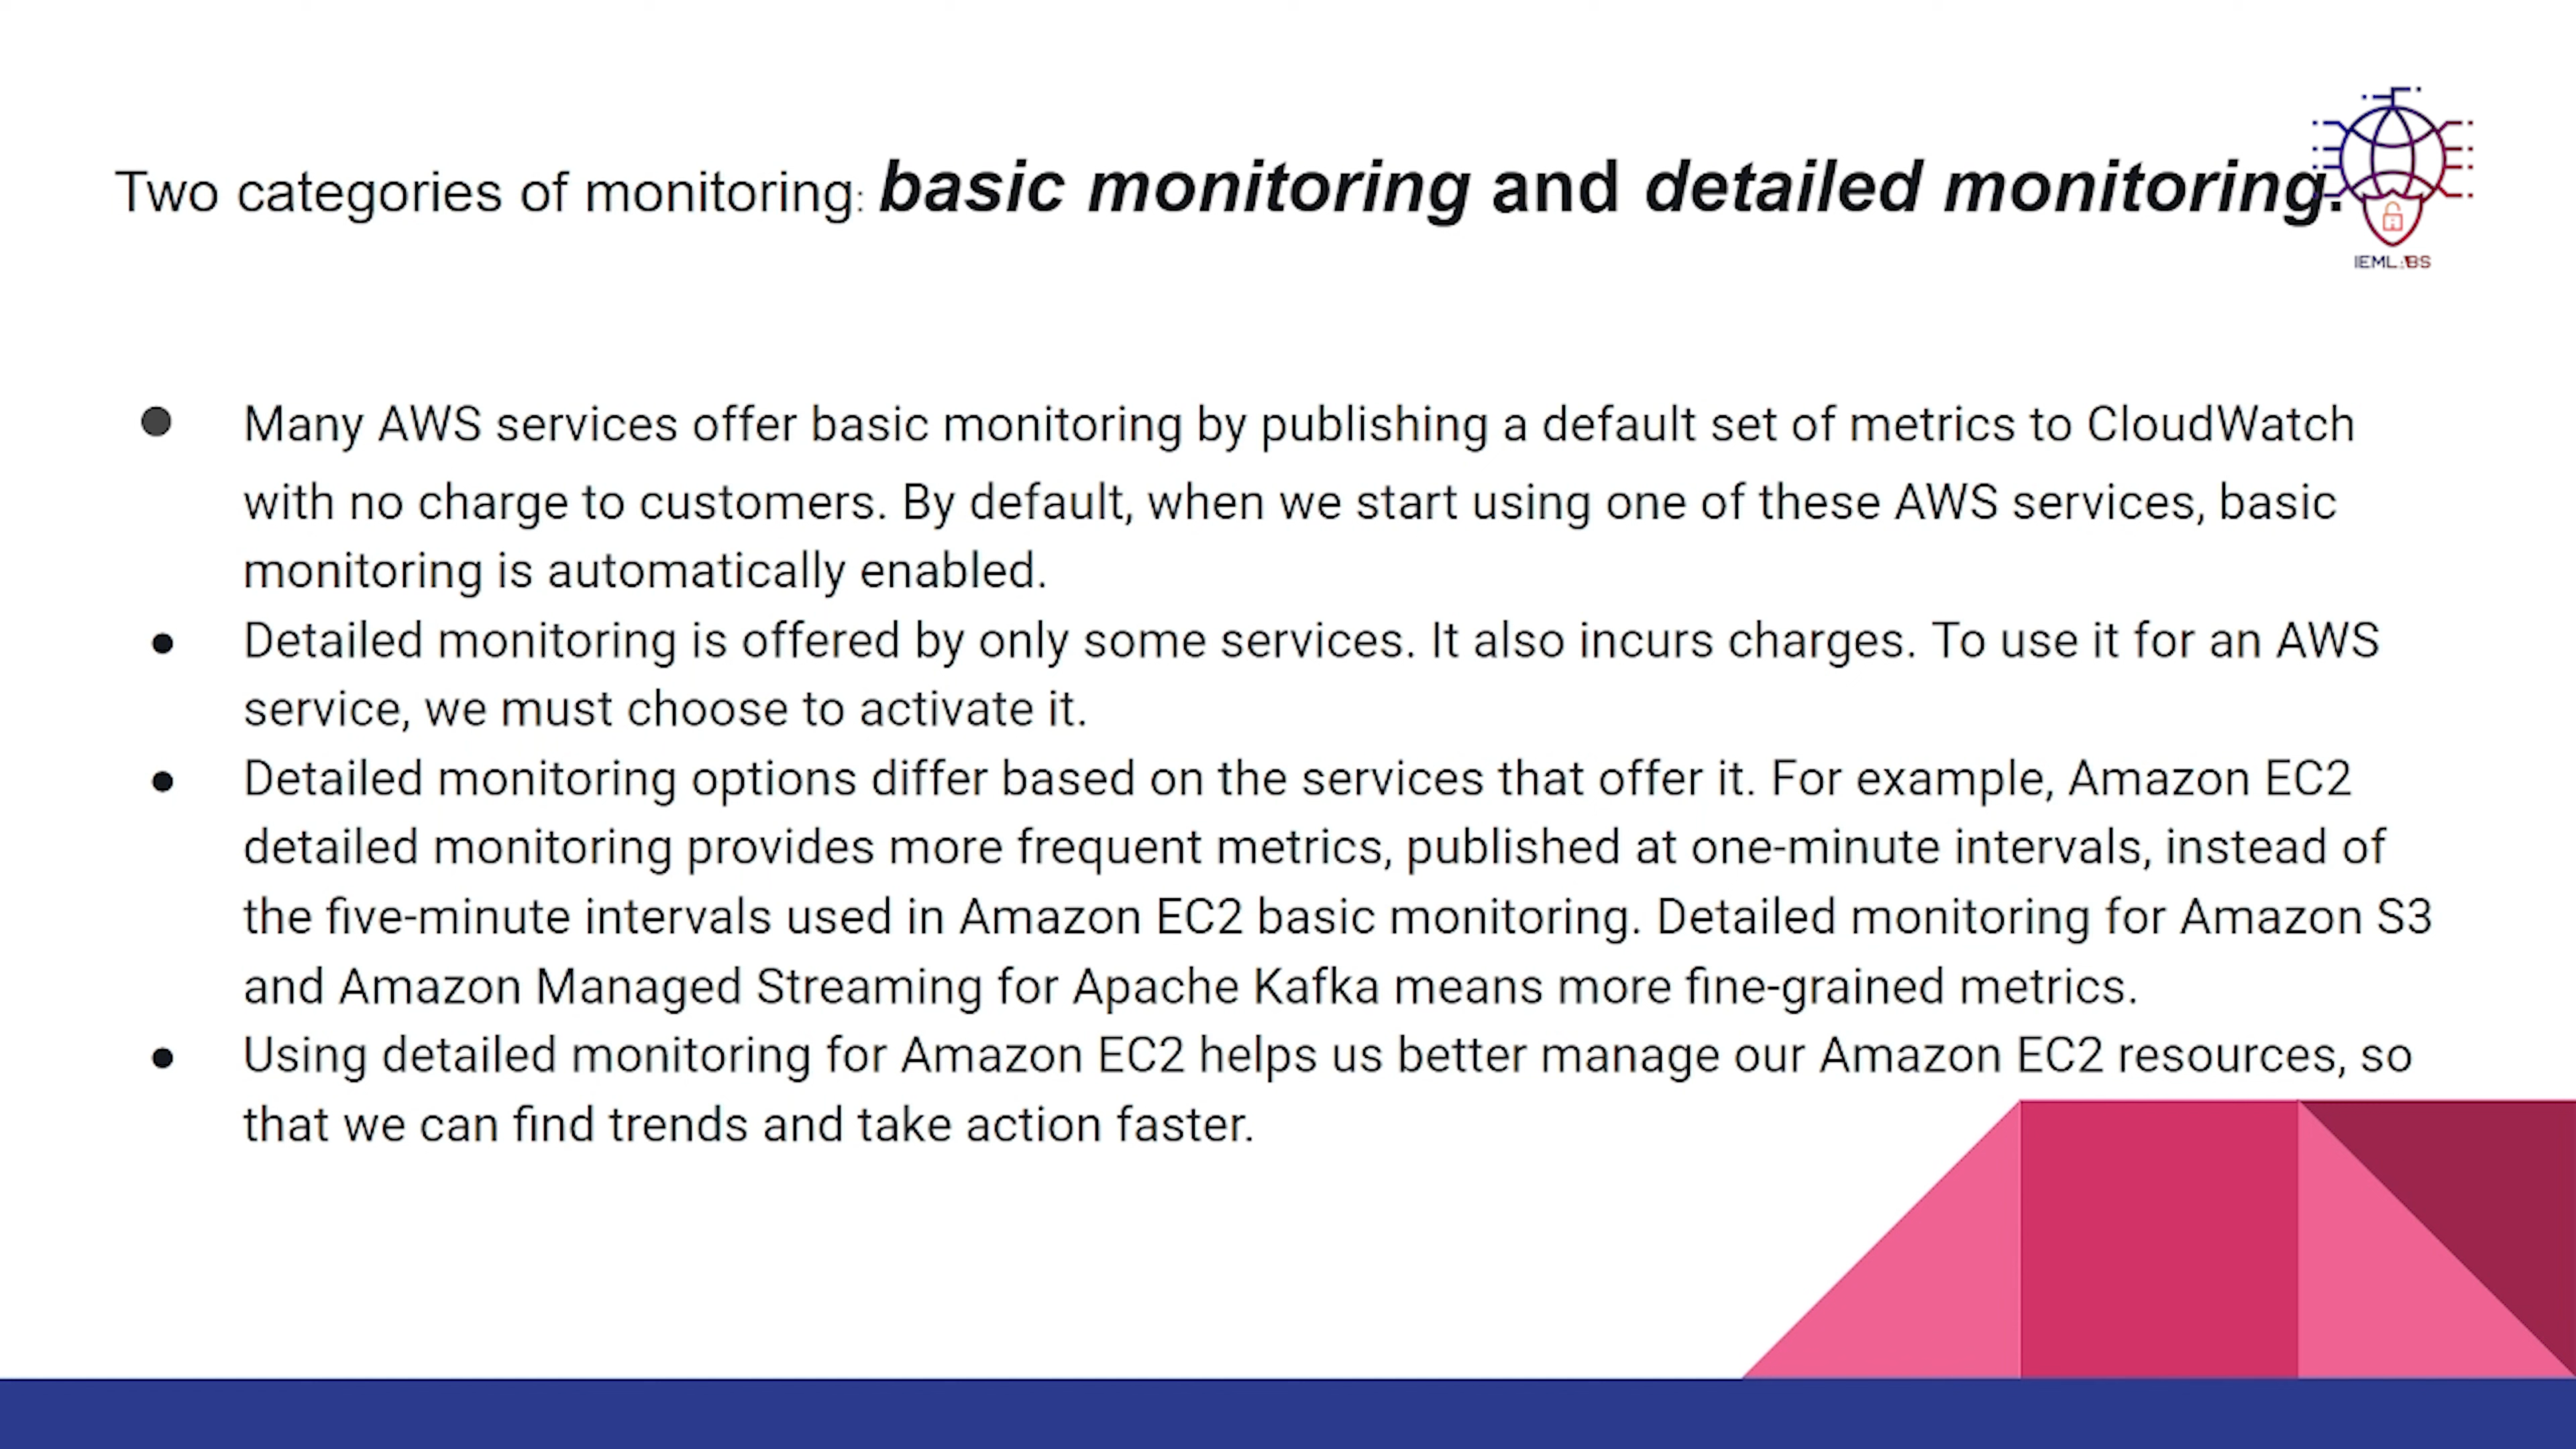 Two categories of monitoring: basic monitoring and detailed monitoring.
IEMLABS
● Many AWS services offer basic monitoring by publishing a default set of metrics to CloudWatch
with no charge to customers. By default, when we start using one of these AWS services, basic
monitoring is automatically enabled.
● Detailed monitoring is offered by only some services. It also incurs charges. To use it for an AWS
service, we must choose to activate it.
● Detailed monitoring options differ based on the services that offer it. For example, Amazon EC2
detailed monitoring provides more frequent metrics, published at one-minute intervals, instead of
the five-minute intervals used in Amazon EC2 basic monitoring. Detailed monitoring for Amazon S3
and Amazon Managed Streaming for Apache Kafka means more fine-grained metrics.
● Using detailed monitoring for Amazon EC2 helps us better manage our Amazon EC2 resources, so
that we can find trends and take action faster.